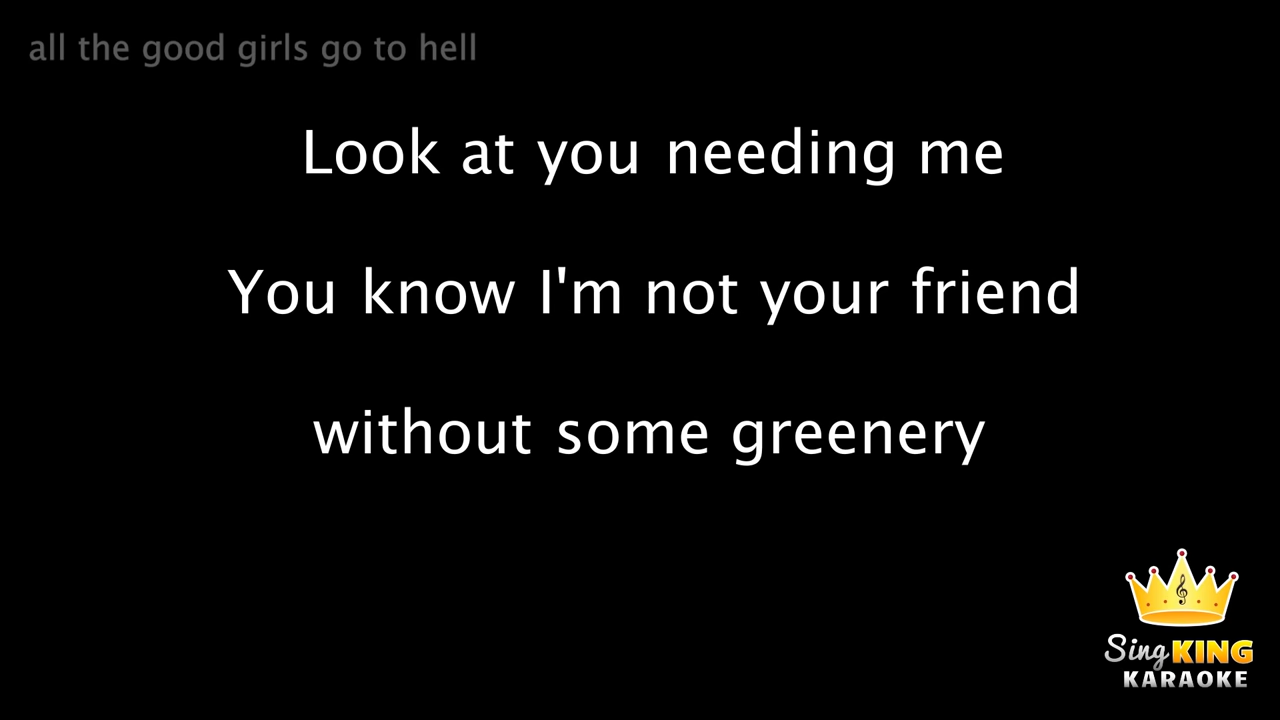 all the good girls go to hell
Look at you needing me
You know I'm not your friend
without some greenery
Sing KING
KARAOKE